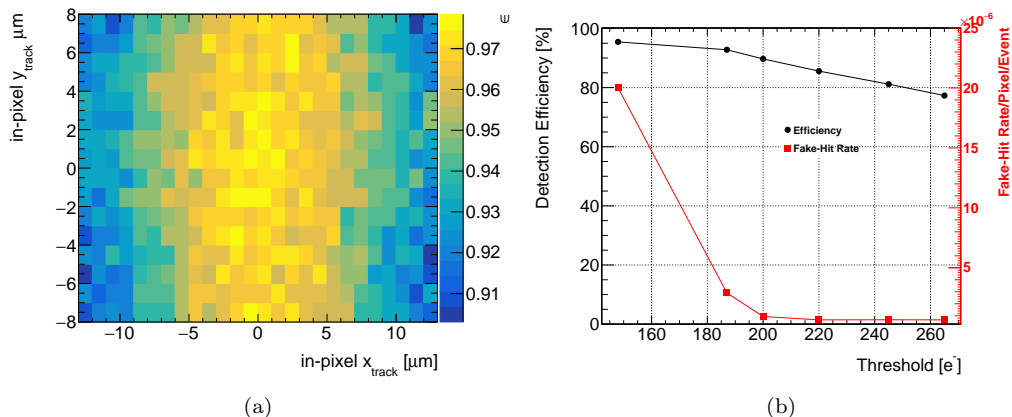 in-pixel y_track μm
8
6
4
2
0
−2
−4
−6
−8
−10 −5 0 5 10
in-pixel x_track [μm]
∈
0.97
0.96
0.95
0.94
0.93
0.92
0.91
(a)
Detection Efficiency [%]
100
80
60
40
20
0
160 180 200 220 240 260
Threshold [e⁻]
Efficiency
Fake-Hit Rate
×10⁻⁶
25
20
15
10
5
Fake-Hit Rate/Pixel/Event
(b)